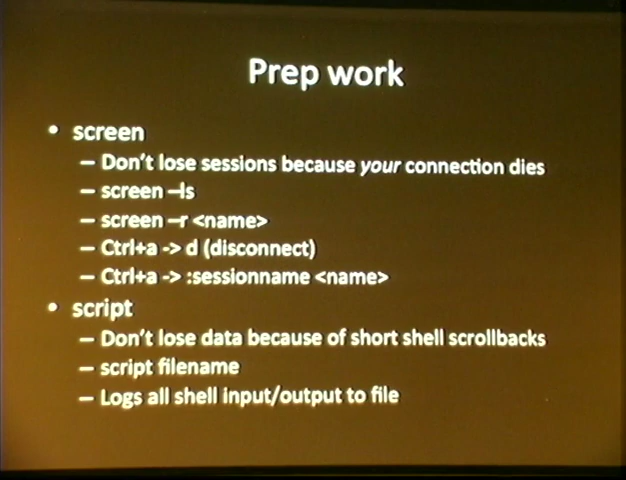 Prep work
• screen
– Don't lose sessions because your connection dies
– screen –ls
– screen –r <name>
– Ctrl+a -> d (disconnect)
– Ctrl+a -> :sessionname <name>
• script
– Don't lose data because of short shell scrollbacks
– script filename
– Logs all shell input/output to file